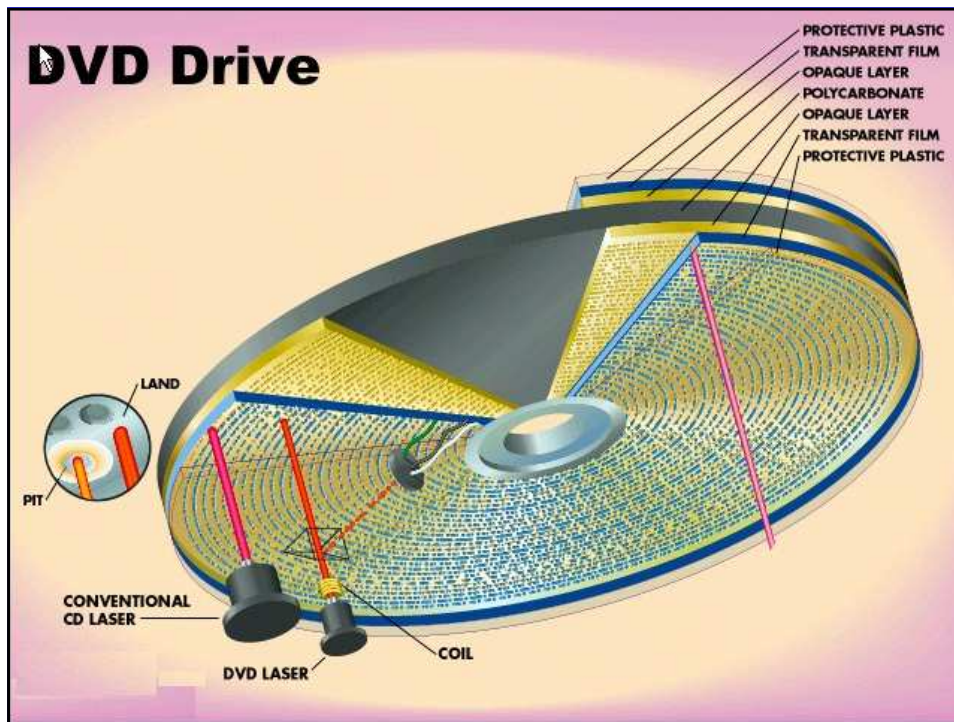 DVD Drive
PROTECTIVE PLASTIC
TRANSPARENT FILM
OPAQUE LAYER
POLYCARBONATE
OPAQUE LAYER
TRANSPARENT FILM
PROTECTIVE PLASTIC
LAND
PIT
CONVENTIONAL
CD LASER
DVD LASER
COIL